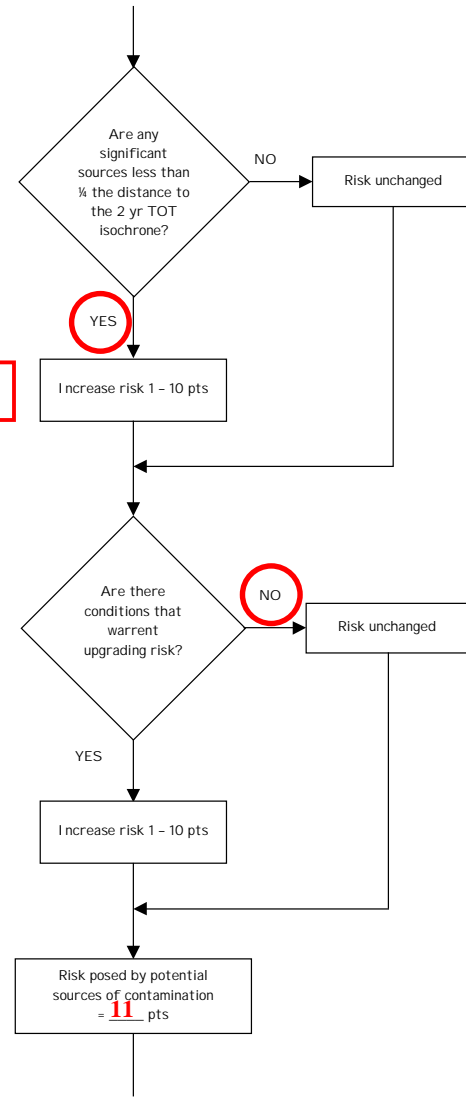 Are any
significant
sources less than
¼ the distance to
the 2 yr TOT
isochrone?
NO
Risk unchanged
YES
Increase risk 1 – 10 pts
Are there
conditions that
warrent
upgrading risk?
NO
Risk unchanged
YES
Increase risk 1 – 10 pts
Risk posed by potential
sources of contamination
= __11__ pts